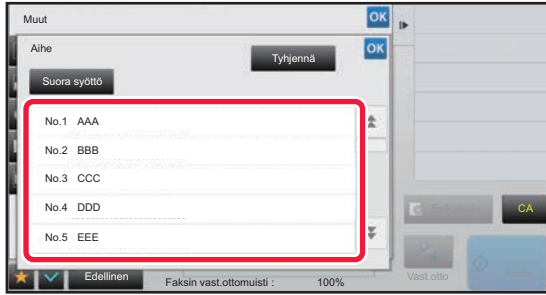 Muut
OK
Aihe
Tyhjennä
OK
Suora syöttö
No.1 AAA
No.2 BBB
No.3 CCC
No.4 DDD
No.5 EEE
CA
Edellinen
Faksin vast.ottomuisti : 100%
Vast.otto